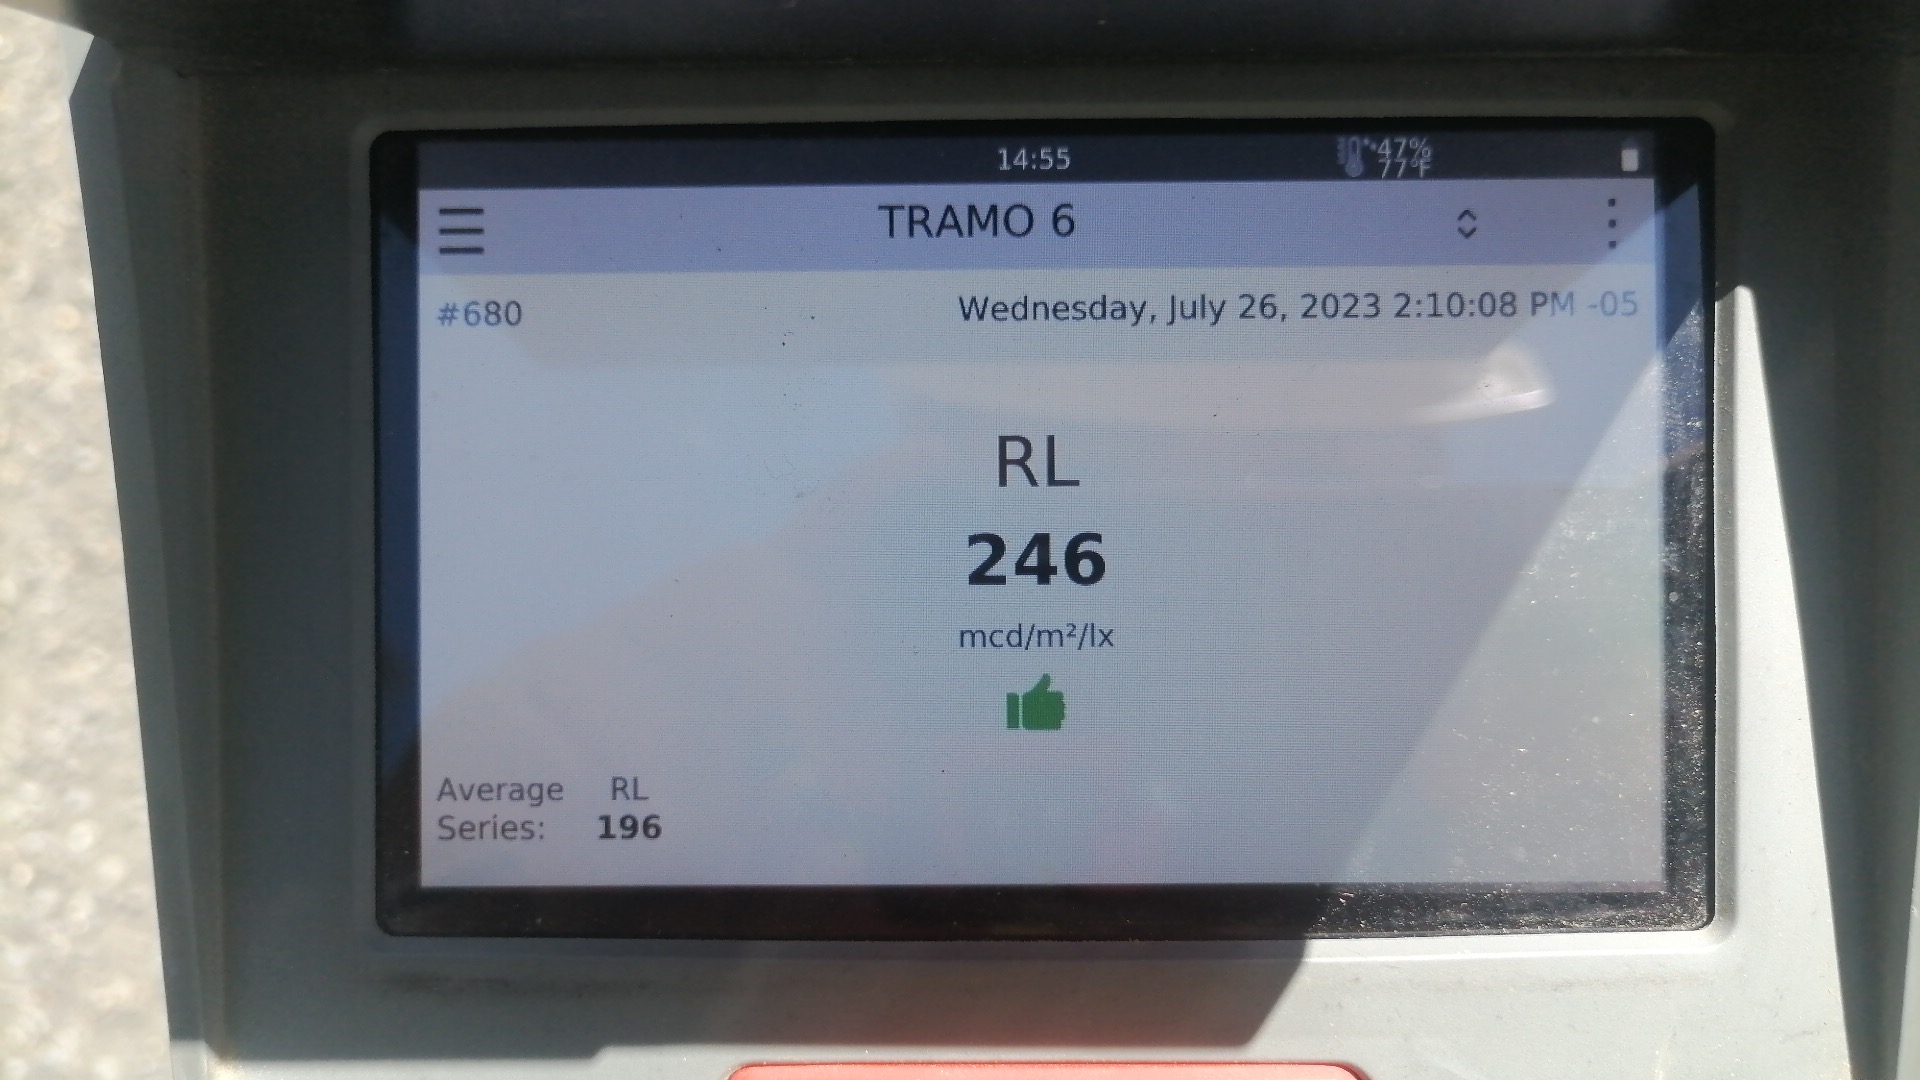 14:55
47%
77°F
TRAMO 6
#680
Wednesday, July 26, 2023 2:10:08 PM -05
RL
246
mcd/m²/lx
Average RL
Series: 196